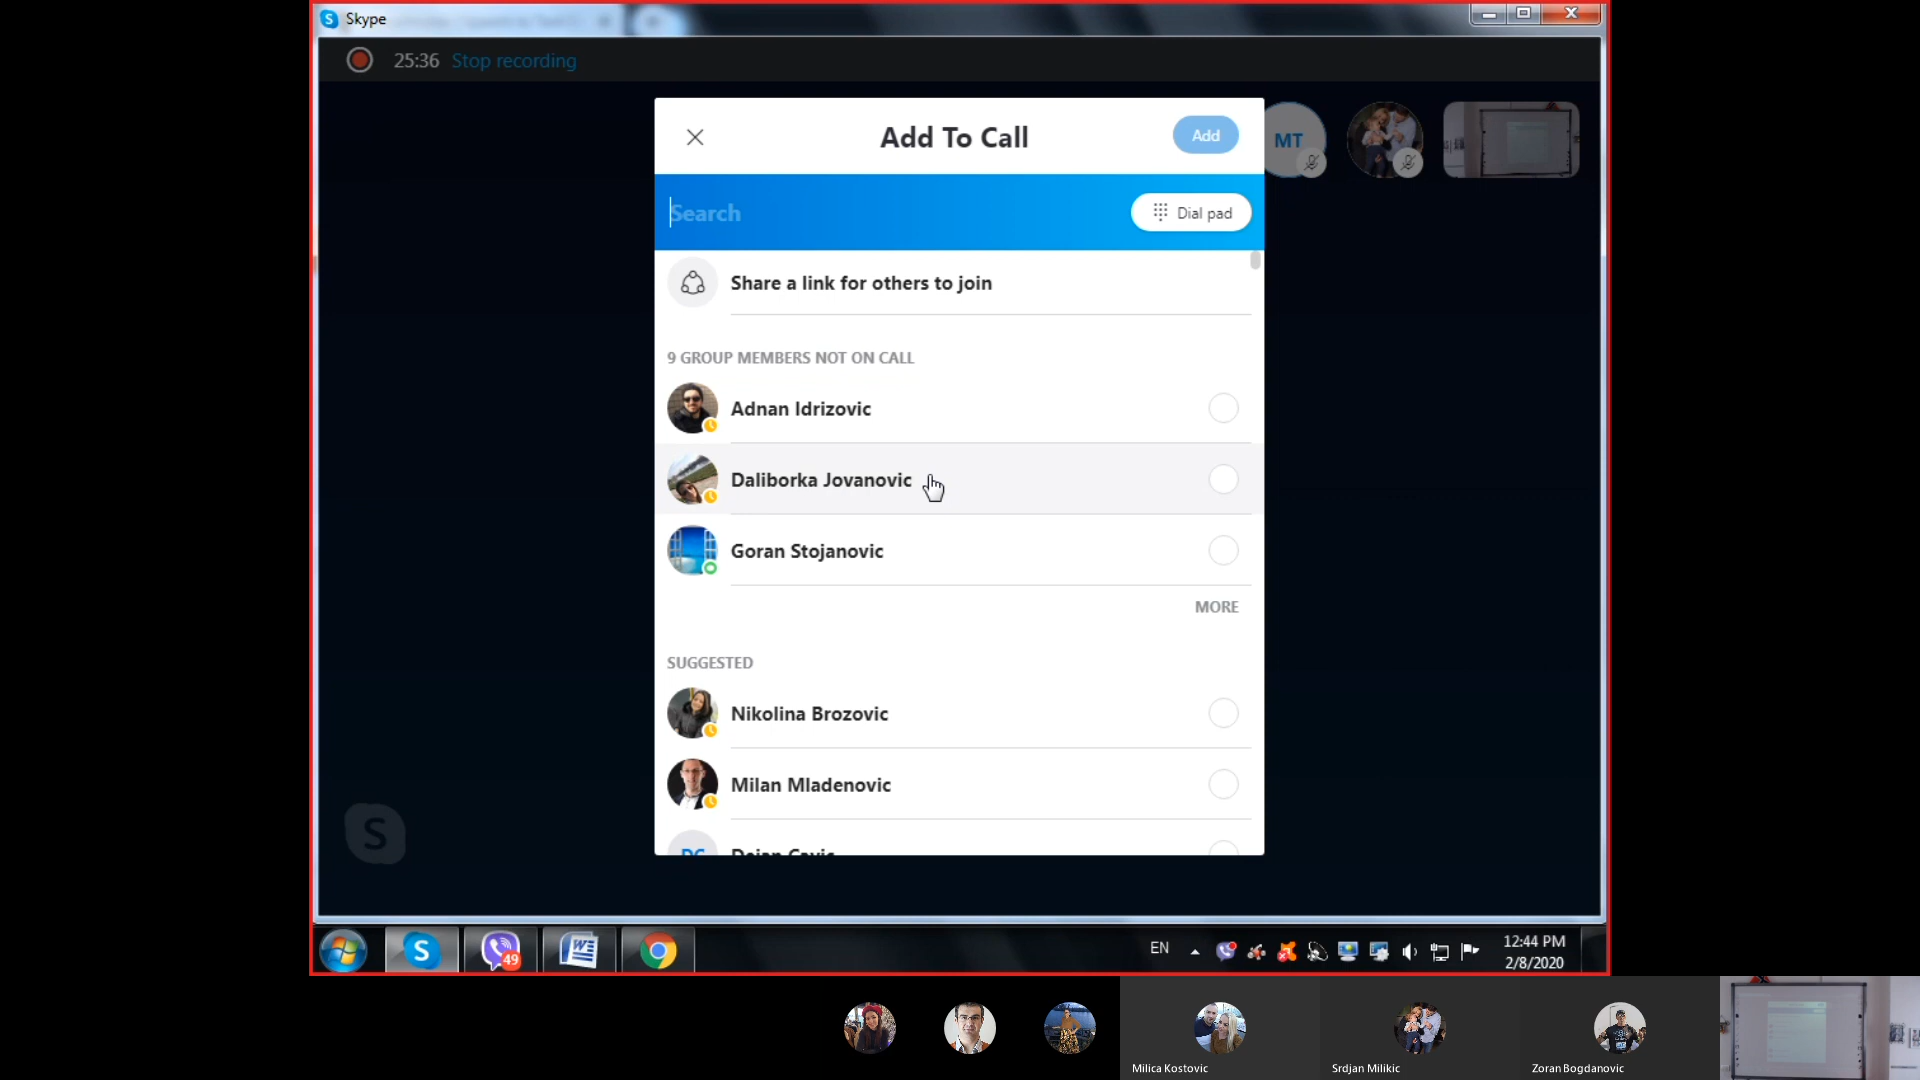 Skype
25:36 Stop recording
Add To Call
Add
MT
Search
Dial pad
Share a link for others to join
9 GROUP MEMBERS NOT ON CALL
Adnan Idrizovic
Daliborka Jovanovic
Goran Stojanovic
MORE
SUGGESTED
Nikolina Brozovic
Milan Mladenovic
S
S
49
W
EN
12:44 PM
2/8/2020
Milica Kostovic
Srdjan Milikic
Zoran Bogdanovic